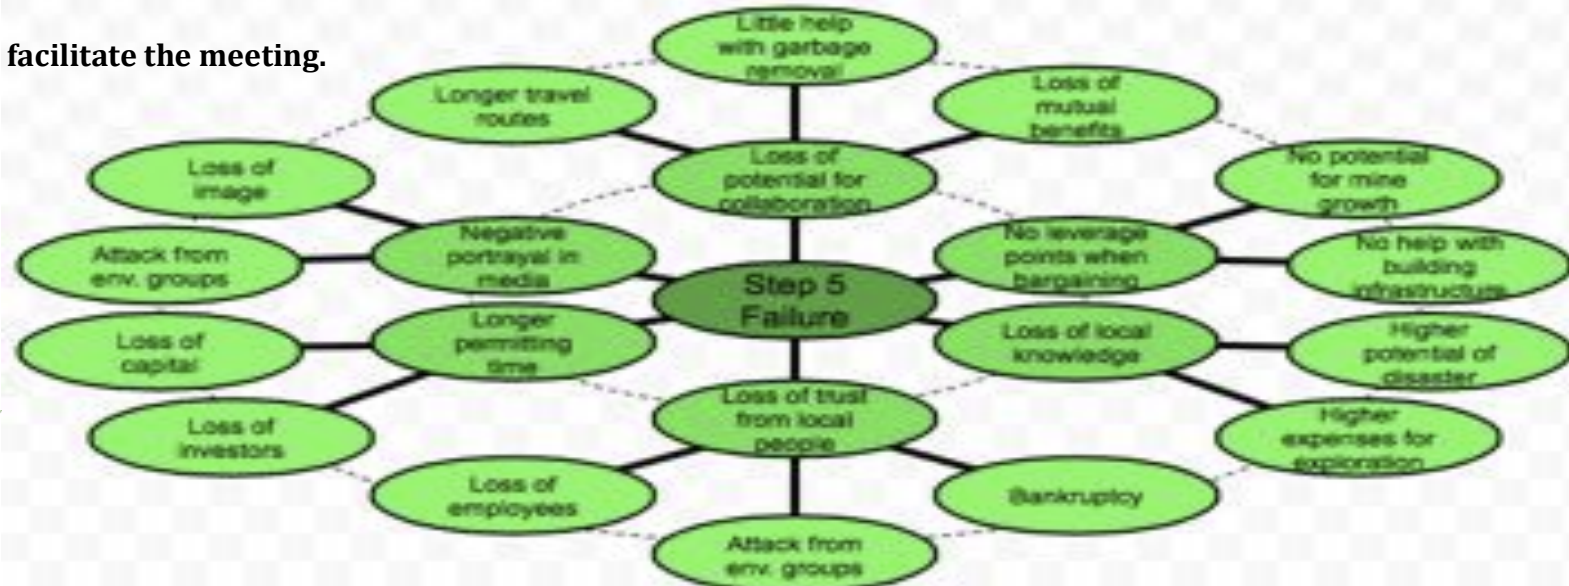 facilitate the meeting.
Little help
with garbage
removal
Longer travel
routes
Loss of
mutual
benefits
Loss of
image
Loss of
potential for
collaboration
No potential
for mine
growth
Attack from
env. groups
Negative
portrayal in
media
No leverage
points when
bargaining
No help with
building
infrastructure
Step 5
Failure
Loss of
capital
Longer
permitting
time
Loss of local
knowledge
Higher
potential of
disaster
Loss of
investors
Loss of trust
from local
people
Higher
expenses for
exploration
Loss of
employees
Bankruptcy
Attack from
env. groups